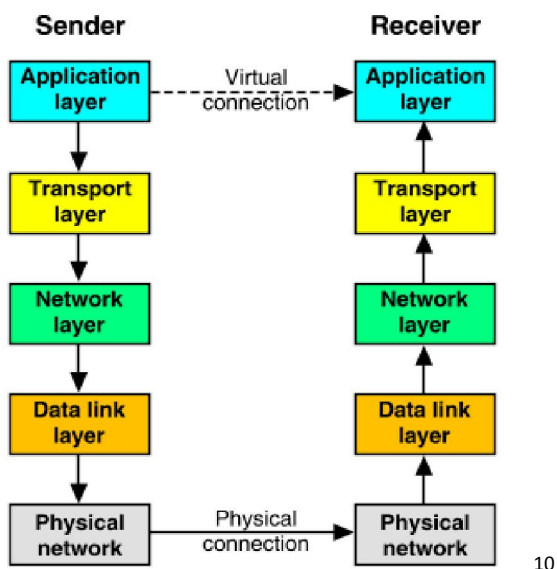 Sender
Receiver
Application
layer
Virtual
connection
Application
layer
Transport
layer
Transport
layer
Network
layer
Network
layer
Data link
layer
Data link
layer
Physical
network
Physical
connection
Physical
network
10